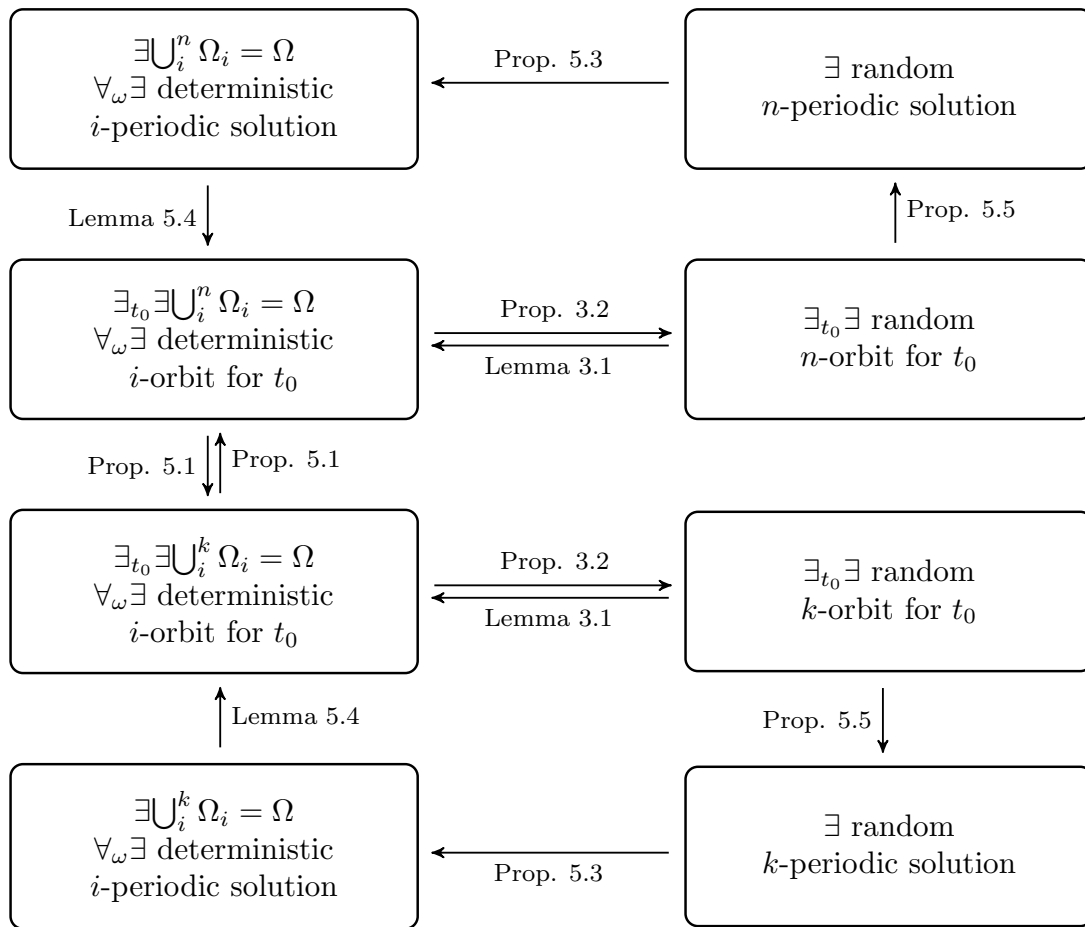 ∃⋃ᵢⁿ Ωᵢ = Ω
∀_ω∃ deterministic
i-periodic solution
Prop. 5.3
∃ random
n-periodic solution
Lemma 5.4
Prop. 5.5
∃_{t₀}∃⋃ᵢⁿ Ωᵢ = Ω
∀_ω∃ deterministic
i-orbit for t₀
Prop. 3.2
Lemma 3.1
∃_{t₀}∃ random
n-orbit for t₀
Prop. 5.1
Prop. 5.1
∃_{t₀}∃⋃ᵢᵏ Ωᵢ = Ω
∀_ω∃ deterministic
i-orbit for t₀
Prop. 3.2
Lemma 3.1
∃_{t₀}∃ random
k-orbit for t₀
Lemma 5.4
Prop. 5.5
∃⋃ᵢᵏ Ωᵢ = Ω
∀_ω∃ deterministic
i-periodic solution
Prop. 5.3
∃ random
k-periodic solution